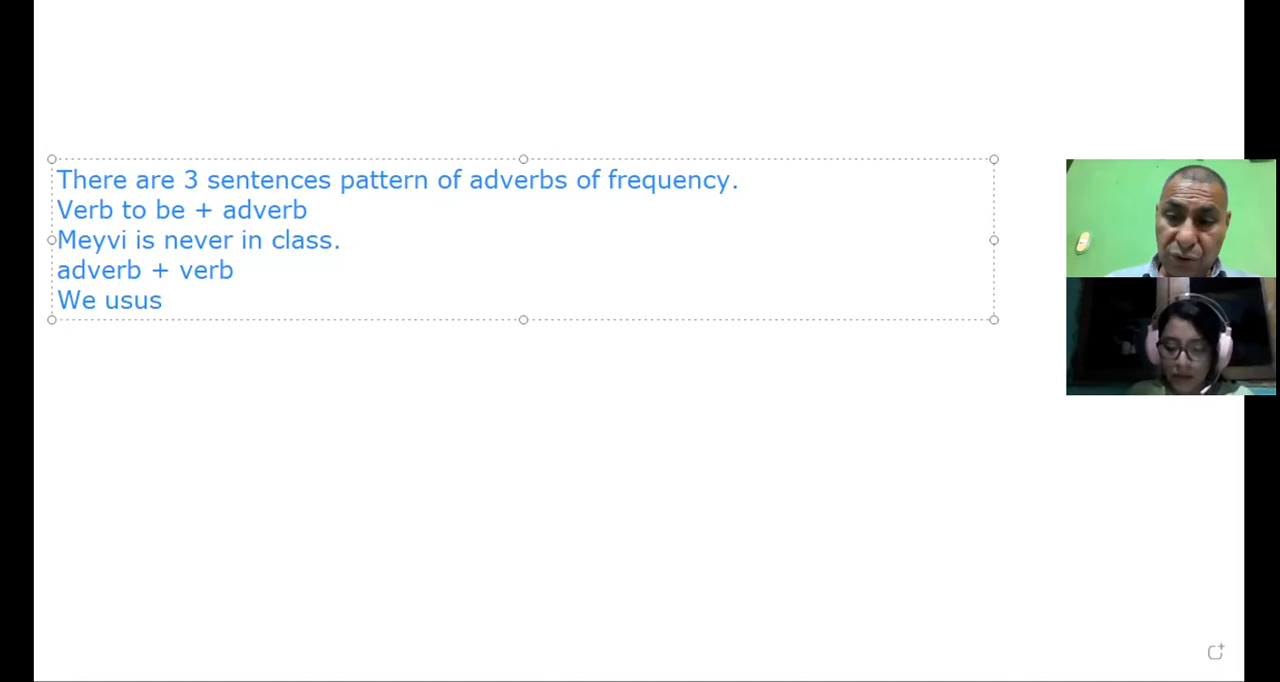 There are 3 sentences pattern of adverbs of frequency.
Verb to be + adverb
Meyvi is never in class.
adverb + verb
We usus